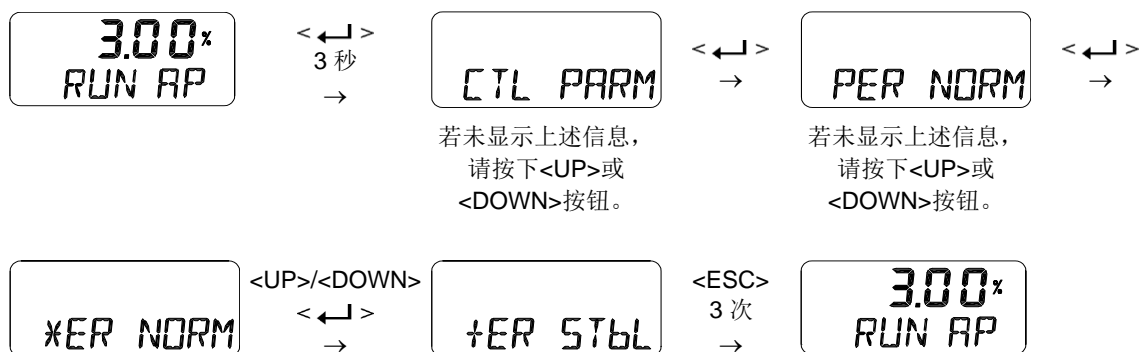 3.00%
RUN AP
< ↵ >
3 秒
→
CTL PARM
若未显示上述信息,
请按下<UP>或
<DOWN>按钮。
< ↵ >
→
PER NORM
若未显示上述信息,
请按下<UP>或
<DOWN>按钮。
< ↵ >
→
*ER NORM
<UP>/<DOWN>
< ↵ >
→
+ER STbL
<ESC>
3 次
→
3.00%
RUN AP